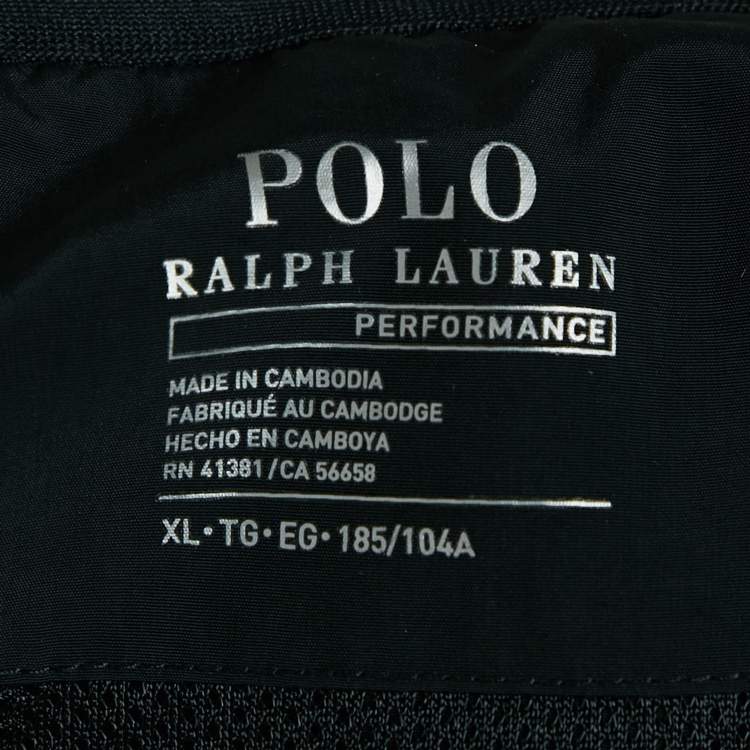 POLO
RALPH LAUREN
PERFORMANCE
MADE IN CAMBODIA
FABRIQUÉ AU CAMBODGE
HECHO EN CAMBOYA
RN 41381/CA 56658
XL•TG•EG•185/104A